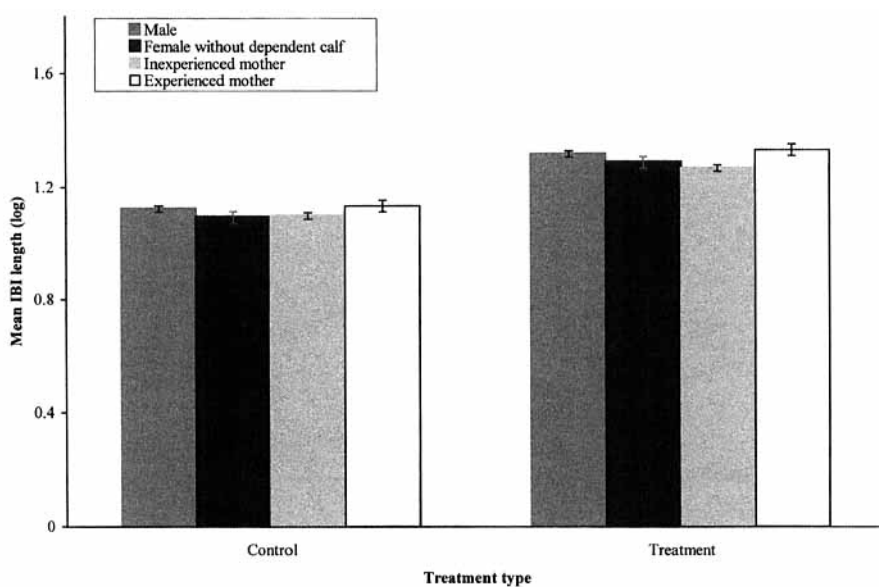 Male
Female without dependent calf
Inexperienced mother
Experienced mother
1.6
1.2
0.8
0.4
0
Mean IBI length (log)
Control
Treatment
Treatment type